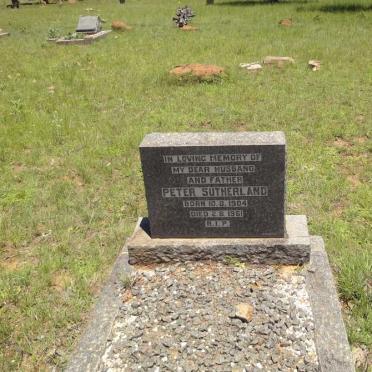 IN LOVING MEMORY OF
MY DEAR HUSBAND
AND FATHER
PETER SUTHERLAND
BORN 10.8.1904
DIED 2.8.1961
R.I.P.